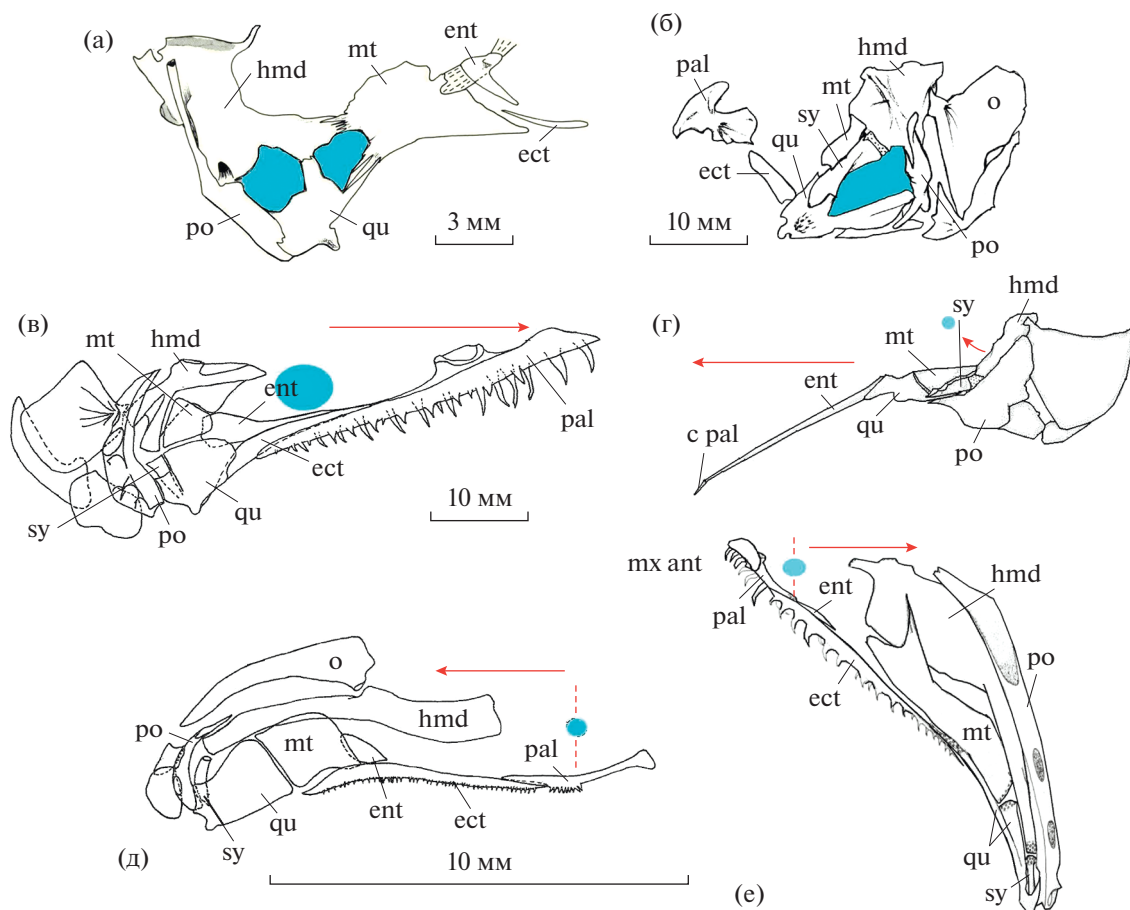 (а)
ent
mt
hmd
ect
po
qu
3 мм
(б)
hmd
pal
mt
sy
o
qu
ect
po
10 мм
(в)
mt
hmd
ent
pal
ect
qu
sy
po
10 мм
(г)
hmd
sy
mt
ent
qu
c pal
po
o
po
hmd
mt
pal
qu
ent
ect
sy
(д)
10 мм
mx ant
pal
ent
hmd
po
ect
mt
qu
sy
(е)